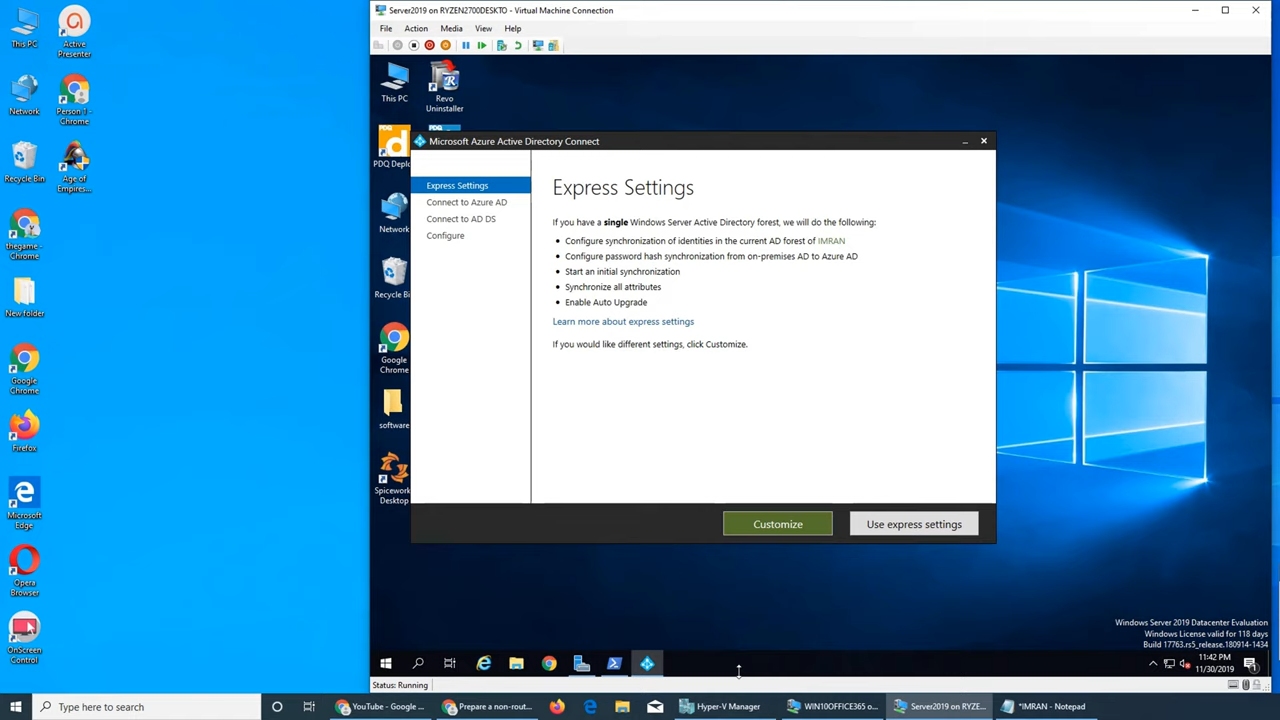 Server2019 on RYZEN2700DESKTO - Virtual Machine Connection
File Action Media View Help
This PC
Active
Presenter
Network
Person 1 -
Chrome
Recycle Bin
Age of
Empires...
thegame -
Chrome
New folder
Google
Chrome
Firefox
Microsoft
Edge
Opera
Browser
OnScreen
Control
This PC
Revo
Uninstaller
PDQ Deplo
Network
Recycle Bi
Google
Chrome
software
Spicework
Desktop
Microsoft Azure Active Directory Connect
Express Settings
Connect to Azure AD
Connect to AD DS
Configure
Express Settings
If you have a single Windows Server Active Directory forest, we will do the following:
• Configure synchronization of identities in the current AD forest of IMRAN
• Configure password hash synchronization from on-premises AD to Azure AD
• Start an initial synchronization
• Synchronize all attributes
• Enable Auto Upgrade
Learn more about express settings
If you would like different settings, click Customize.
Customize
Use express settings
Windows Server 2019 Datacenter Evaluation
Windows License valid for 118 days
Build 17763.rs5_release.180914-1434
11:42 PM
11/30/2019
Status: Running
Type here to search
YouTube - Google ...
Prepare a non-rout...
Hyper-V Manager
WIN10OFFICE365 o...
Server2019 on RYZE...
*IMRAN - Notepad